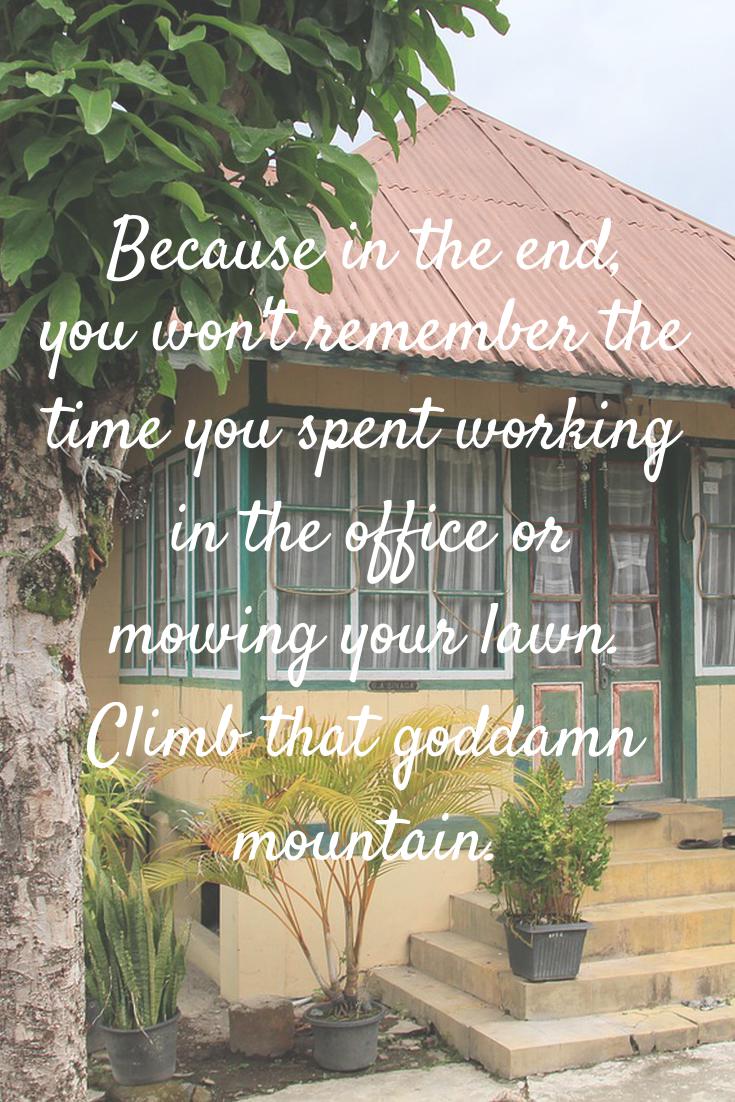 Because in the end,
you won't remember the
time you spent working
in the office or
mowing your lawn.
Climb that goddamn
mountain.